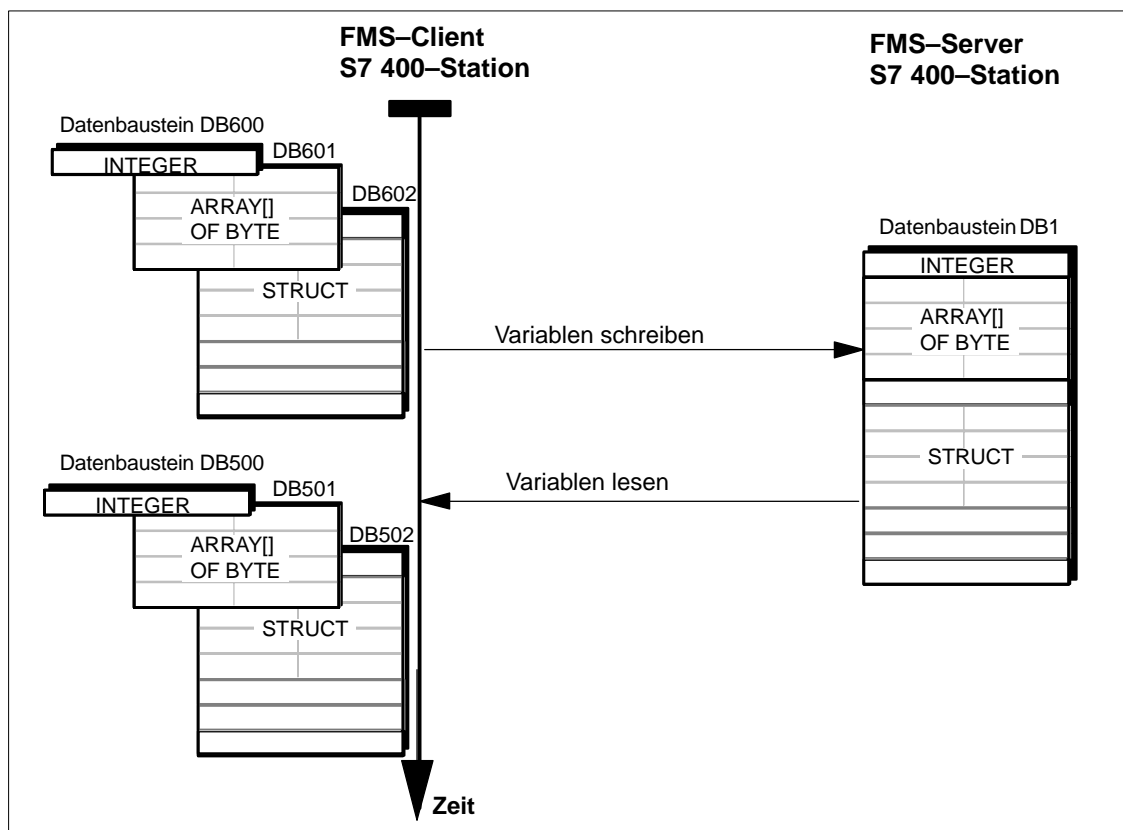 FMS–Client
S7 400–Station
FMS–Server
S7 400–Station
Datenbaustein DB600
INTEGER
DB601
ARRAY[]
OF BYTE
DB602
STRUCT
Datenbaustein DB1
INTEGER
ARRAY[]
OF BYTE
STRUCT
Variablen schreiben
Variablen lesen
Datenbaustein DB500
INTEGER
DB501
ARRAY[]
OF BYTE
DB502
STRUCT
Zeit